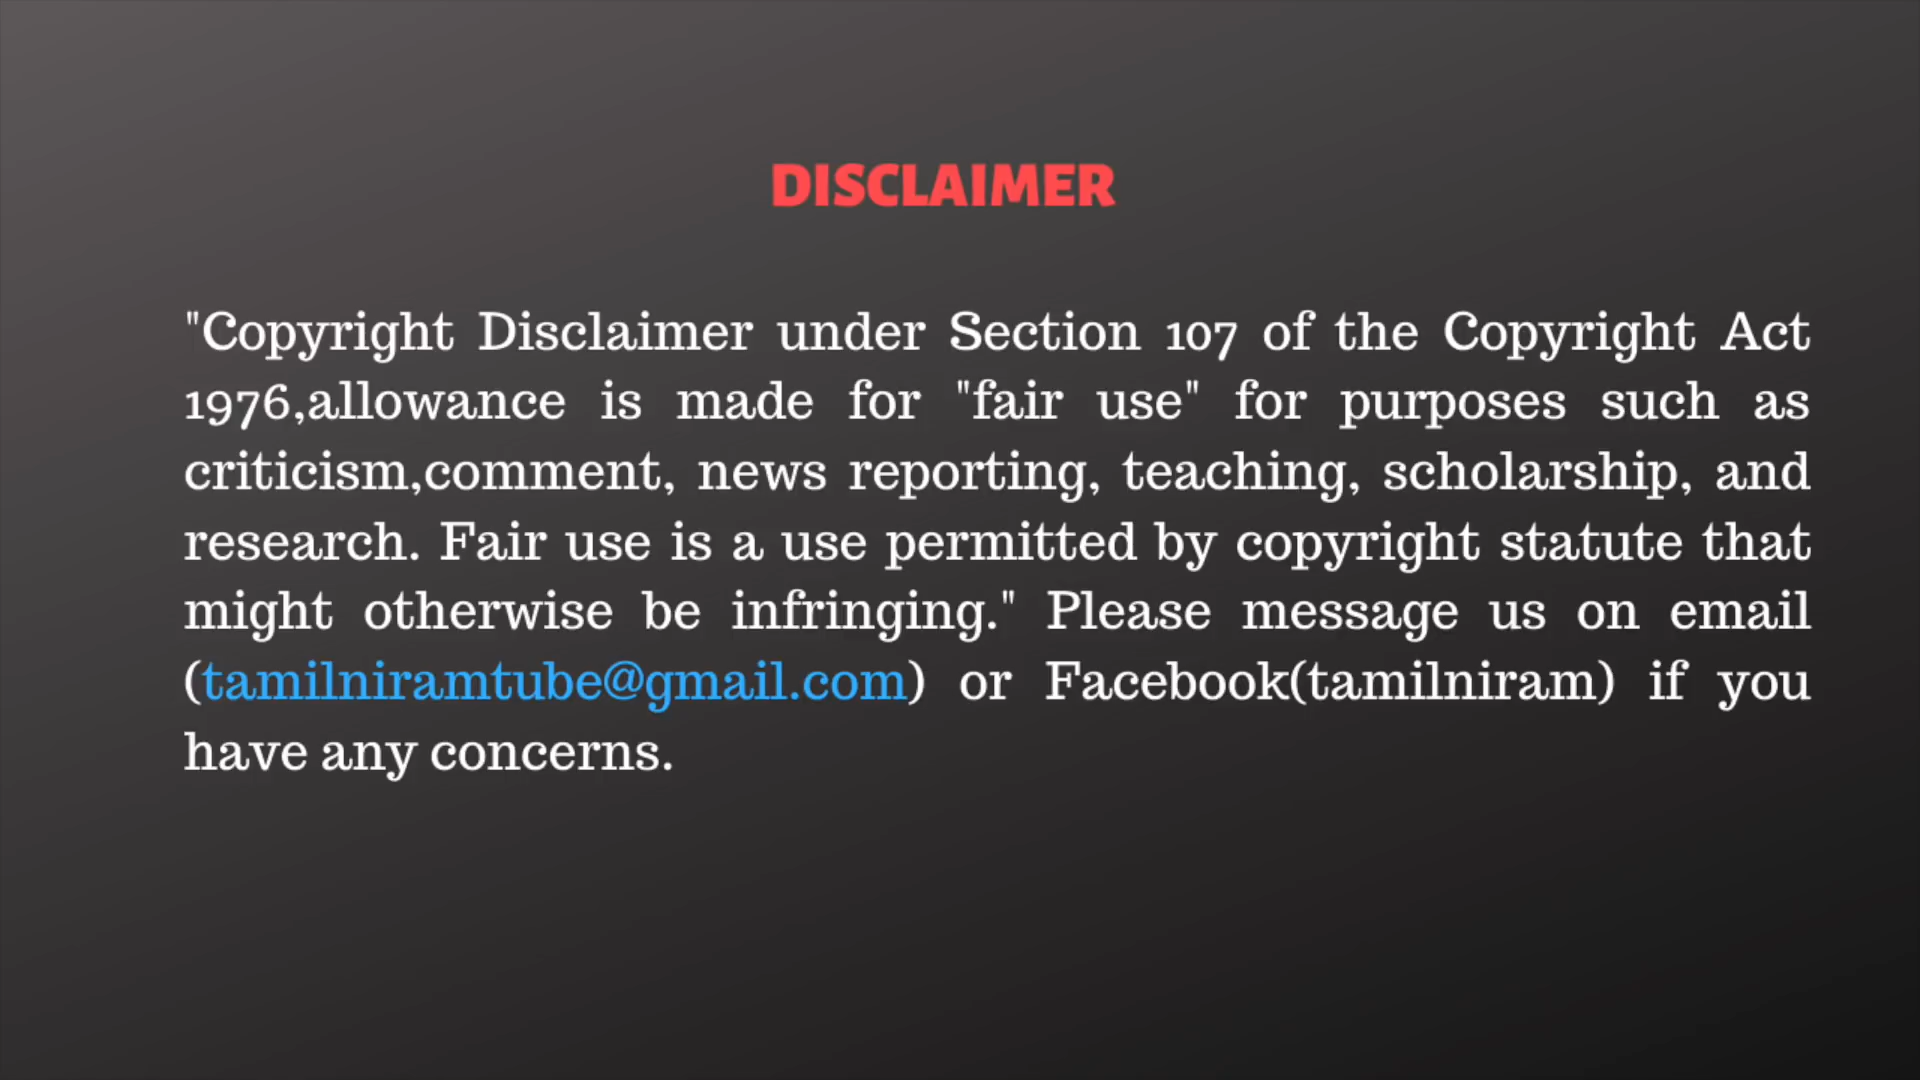 DISCLAIMER
"Copyright Disclaimer under Section 107 of the Copyright Act
1976,allowance is made for "fair use" for purposes such as
criticism,comment, news reporting, teaching, scholarship, and
research. Fair use is a use permitted by copyright statute that
might otherwise be infringing." Please message us on email
(tamilniramtube@gmail.com) or Facebook(tamilniram) if you
have any concerns.